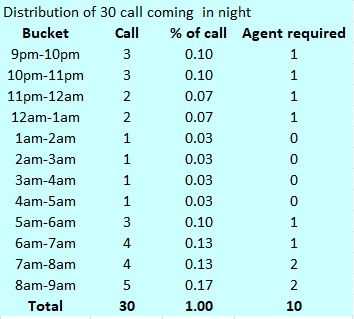 Distribution of 30 call coming in night
Bucket Call % of call Agent required
9pm-10pm 3 0.10 1
10pm-11pm 3 0.10 1
11pm-12am 2 0.07 1
12am-1am 2 0.07 1
1am-2am 1 0.03 0
2am-3am 1 0.03 0
3am-4am 1 0.03 0
4am-5am 1 0.03 0
5am-6am 3 0.10 1
6am-7am 4 0.13 1
7am-8am 4 0.13 2
8am-9am 5 0.17 2
Total 30 1.00 10